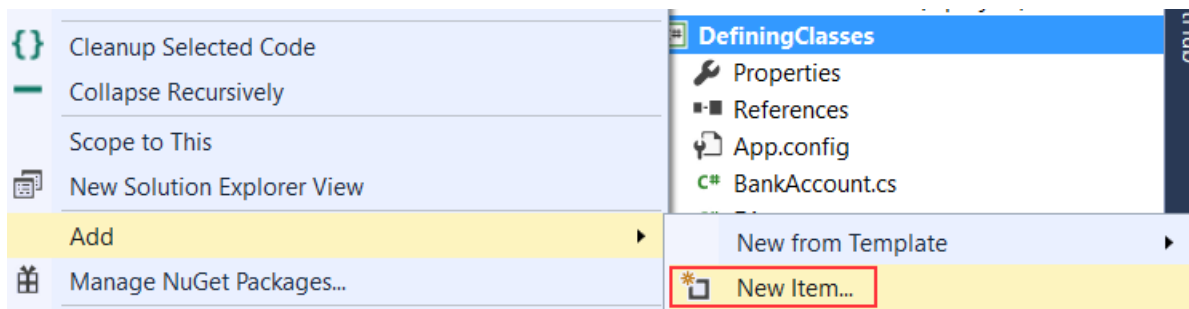 Cleanup Selected Code
Collapse Recursively
Scope to This
New Solution Explorer View
Add
Manage NuGet Packages...
DefiningClasses
Properties
References
App.config
C# BankAccount.cs
New from Template
New Item...